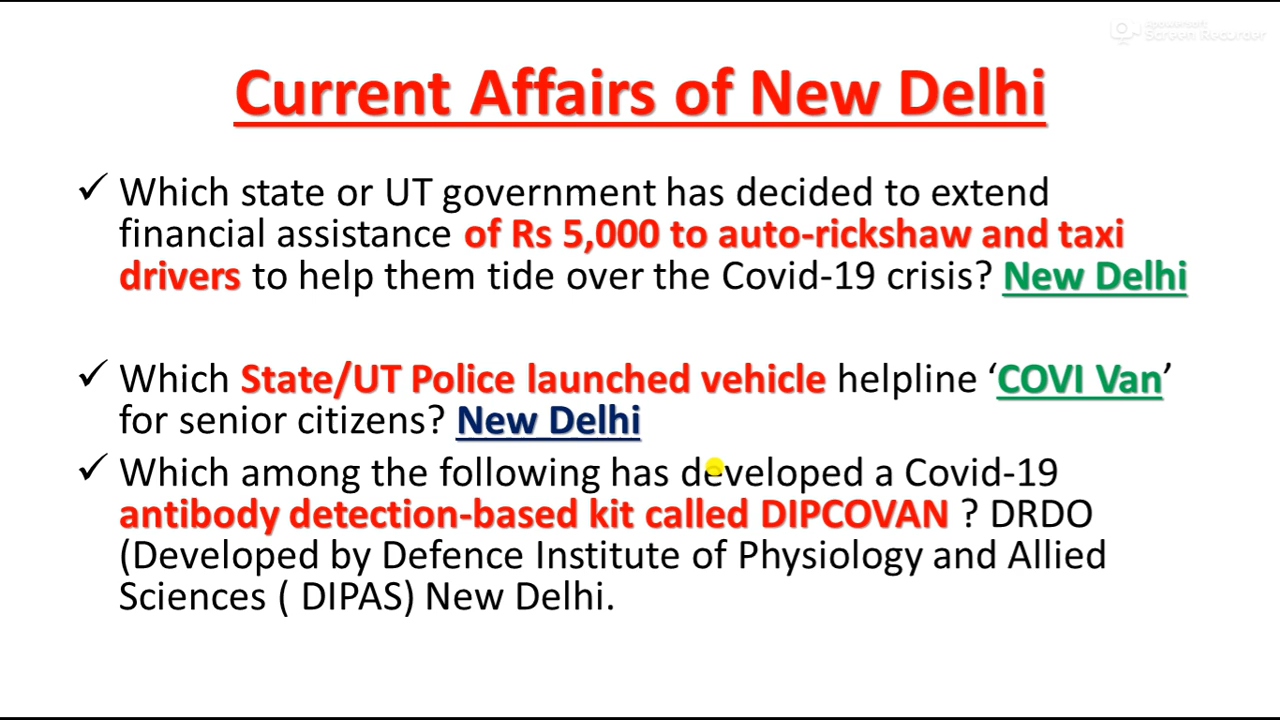 Apowersoft
Screen Recorder
Current Affairs of New Delhi
✓ Which state or UT government has decided to extend
financial assistance of Rs 5,000 to auto-rickshaw and taxi
drivers to help them tide over the Covid-19 crisis? New Delhi
✓ Which State/UT Police launched vehicle helpline ‘COVI Van’
for senior citizens? New Delhi
✓ Which among the following has developed a Covid-19
antibody detection-based kit called DIPCOVAN ? DRDO
(Developed by Defence Institute of Physiology and Allied
Sciences ( DIPAS) New Delhi.